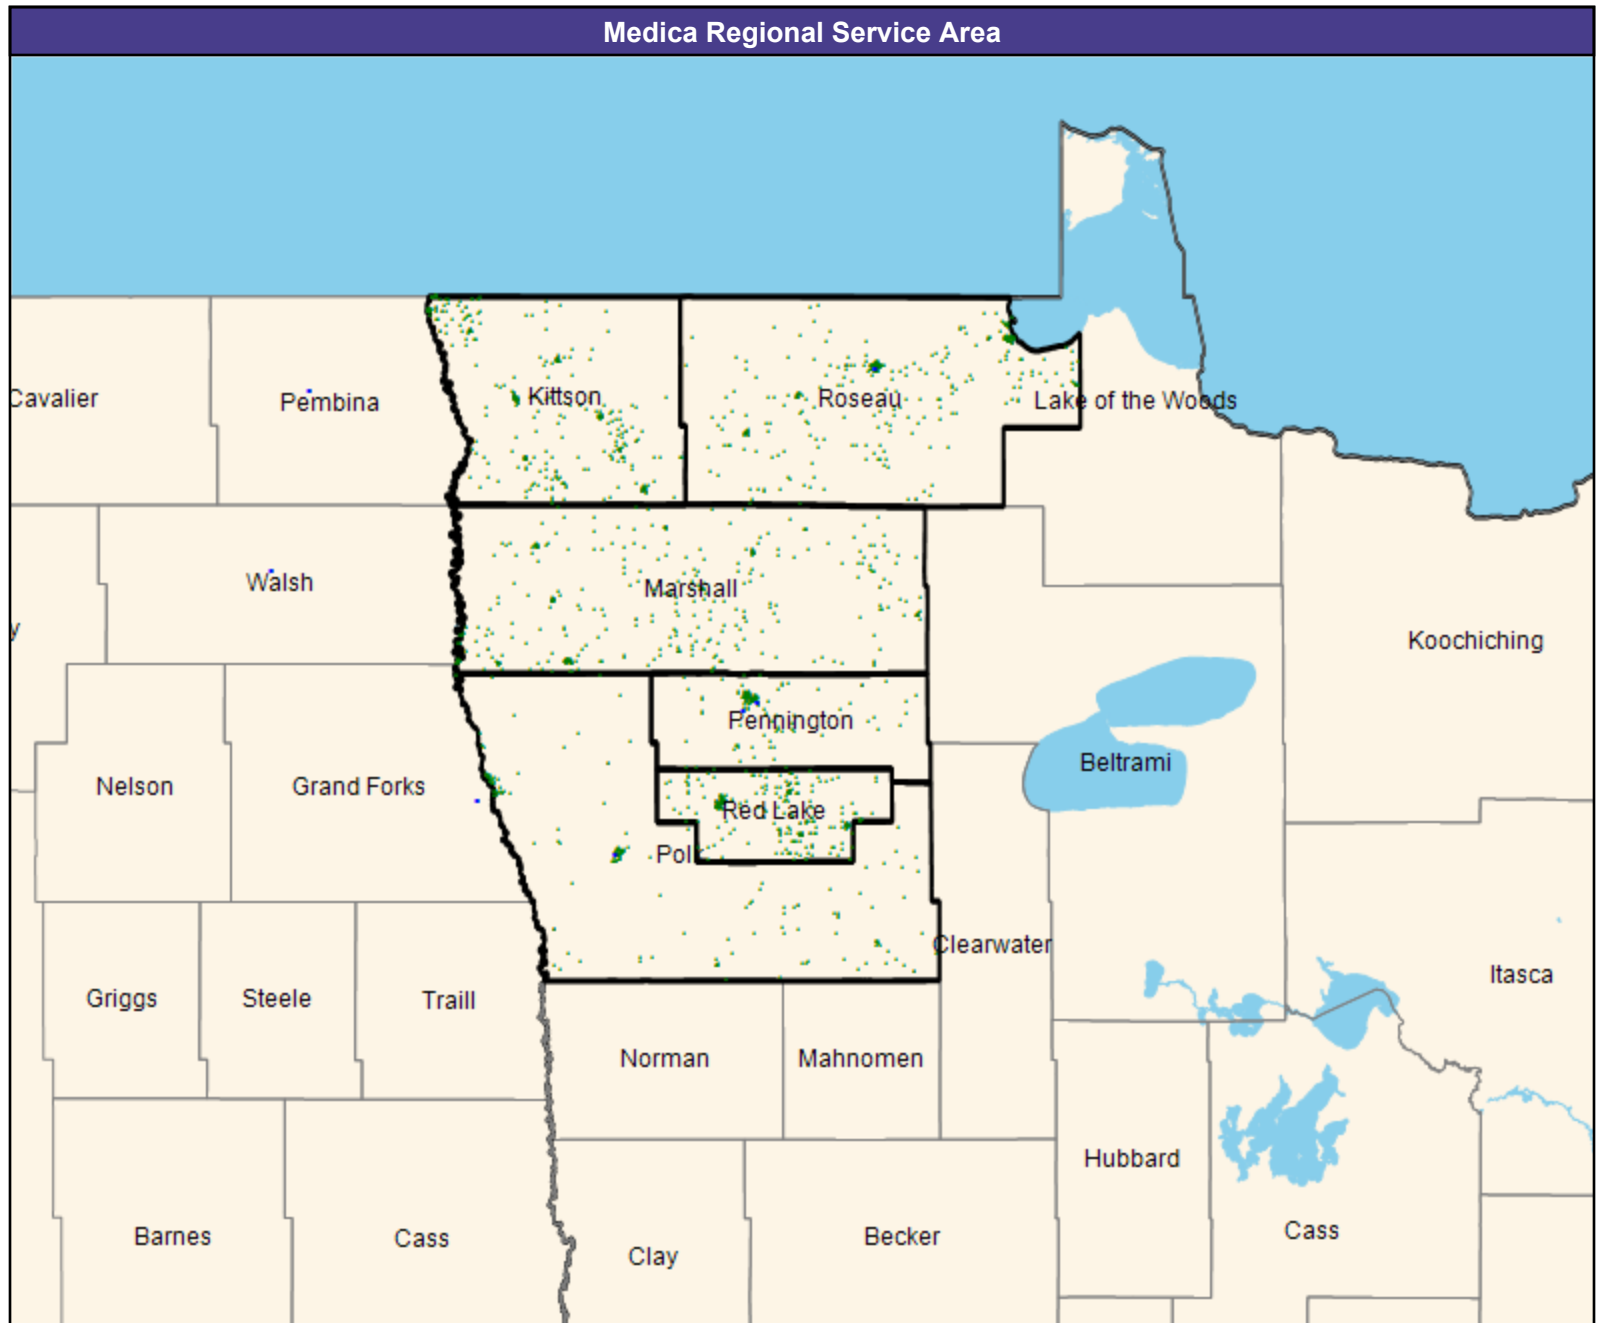 Medica Regional Service Area
Cavalier
Pembina
Kittson
Roseau
Lake of the Woods
Walsh
Marshall
y
Koochiching
Pennington
Beltrami
Nelson
Grand Forks
Red Lake
Pol
Clearwater
Itasca
Griggs
Steele
Traill
Norman
Mahnomen
Hubbard
Barnes
Cass
Clay
Becker
Cass